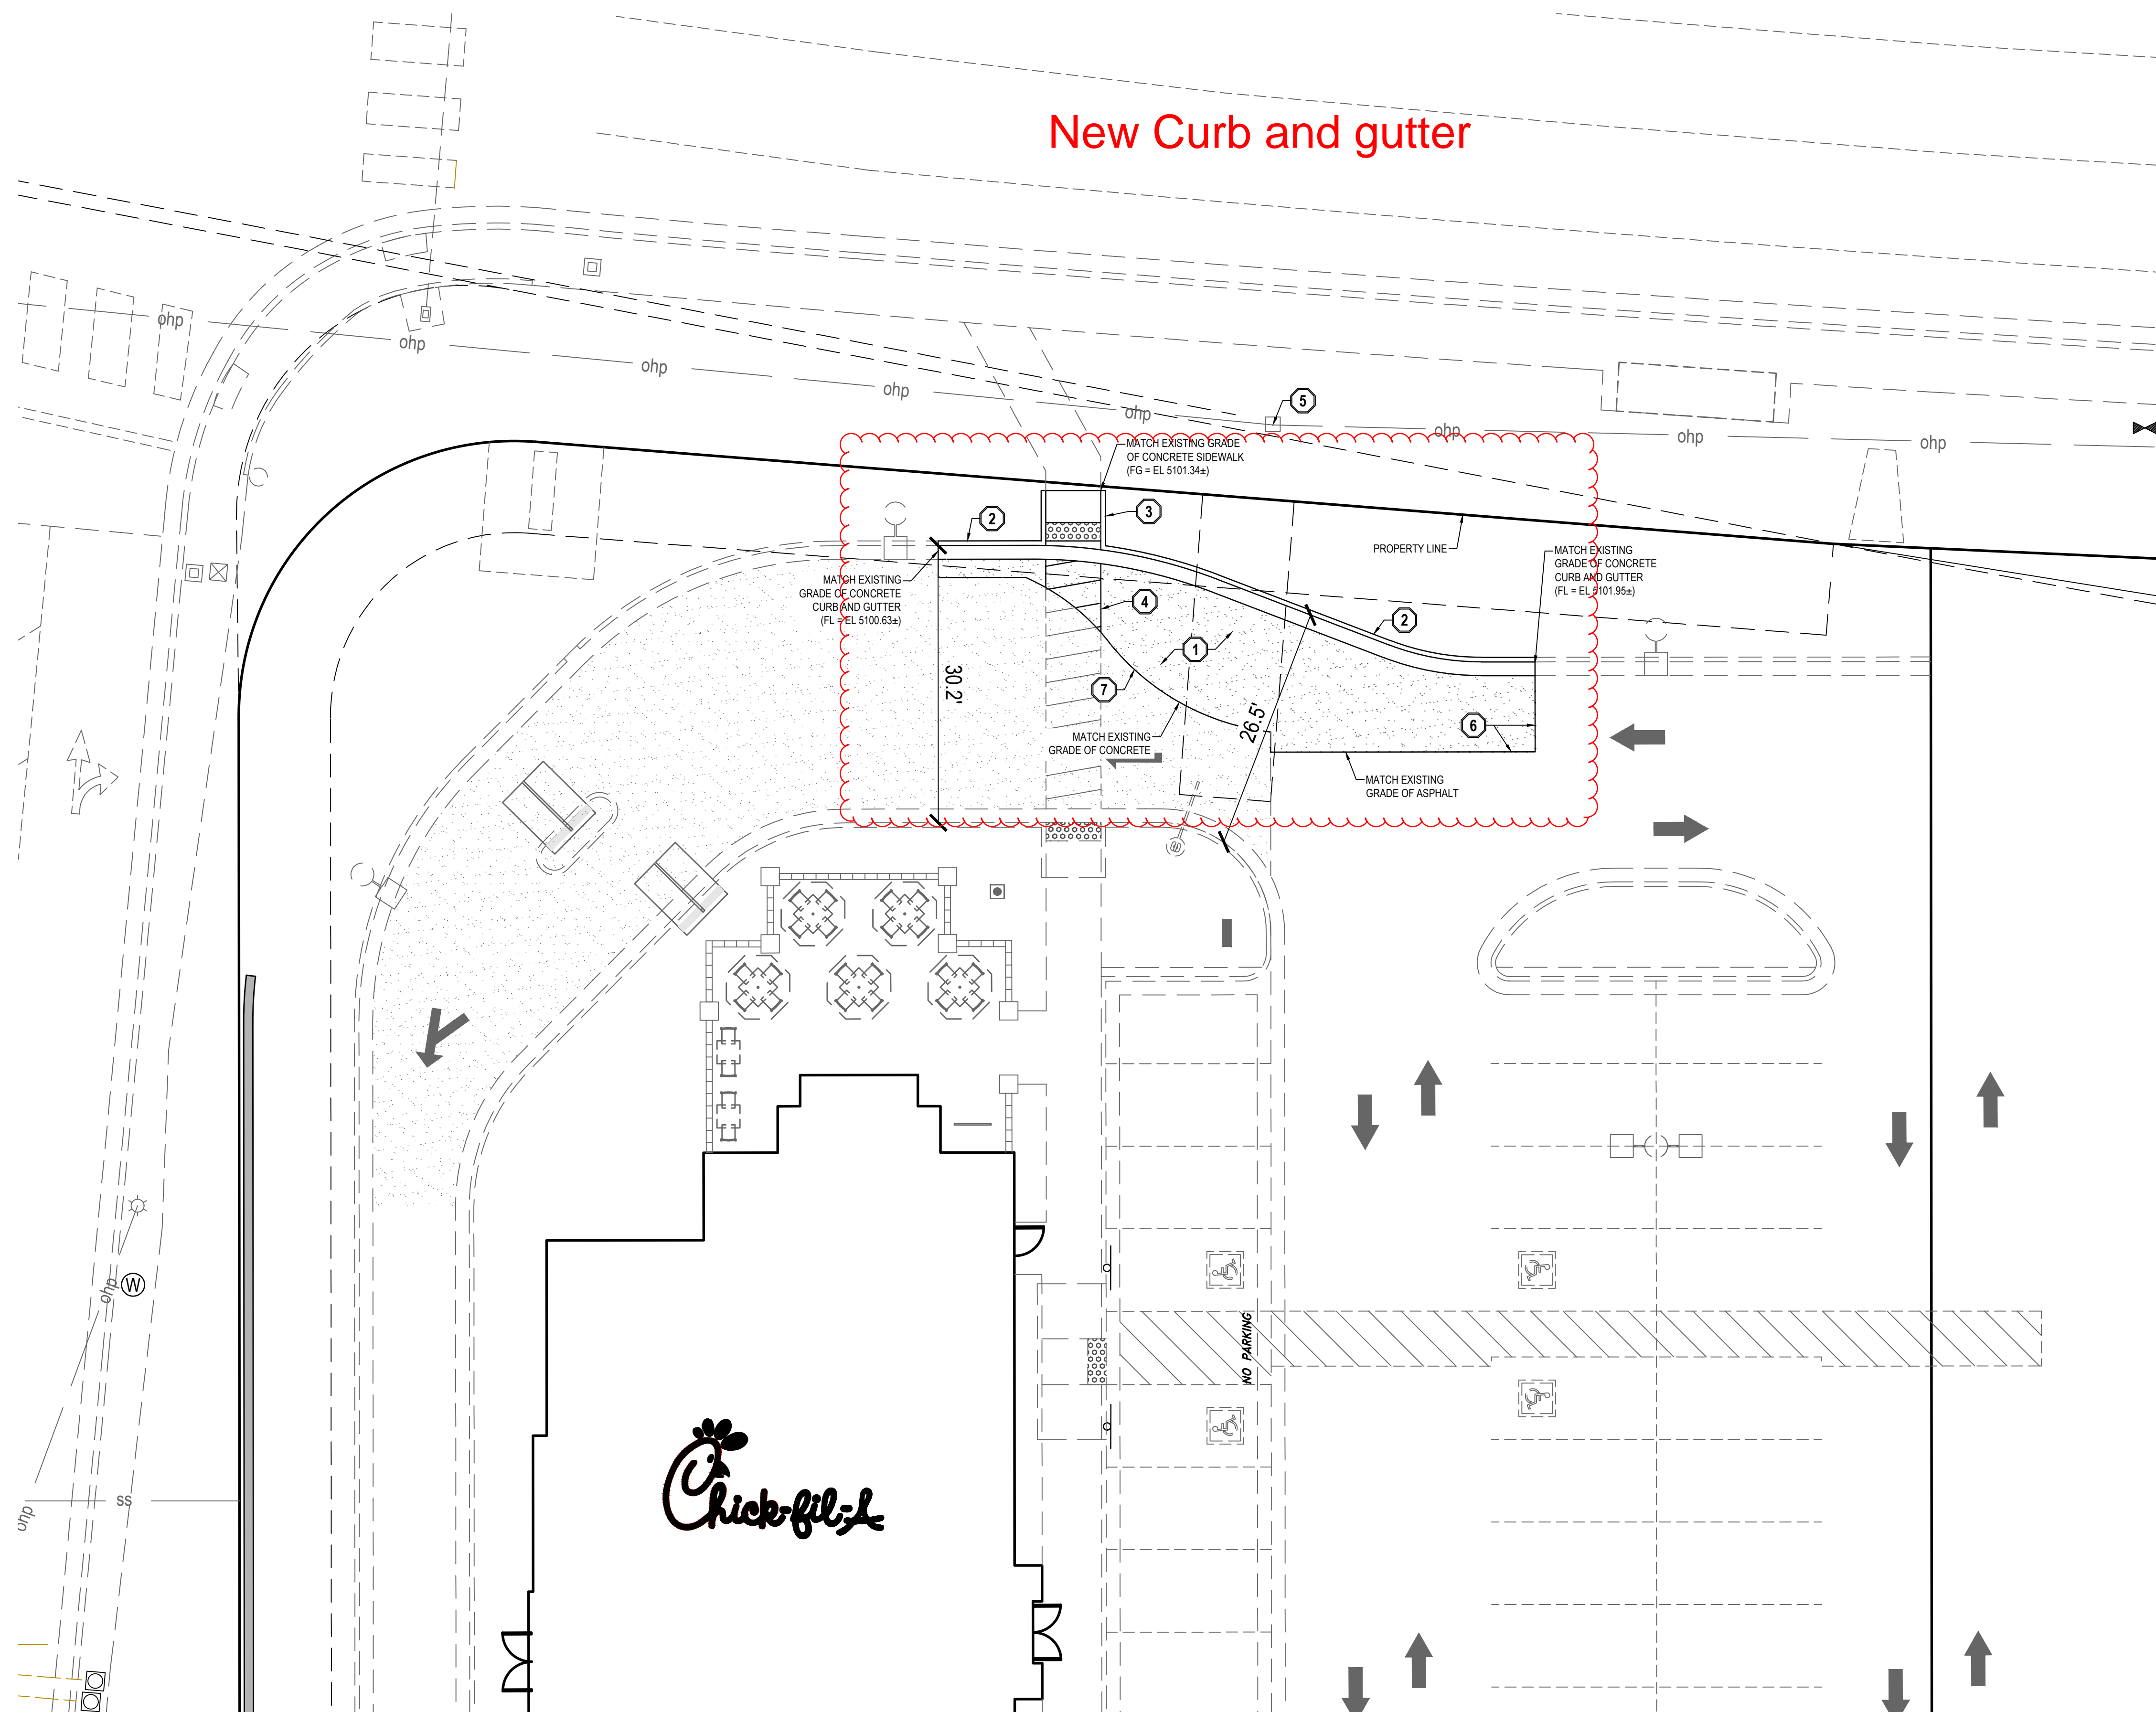 New Curb and gutter
ohp
ohp
ohp
ohp
ohp
ohp
ohp
ohp
5
MATCH EXISTING GRADE
OF CONCRETE SIDEWALK
(FG = EL 5101.34±)
2
3
PROPERTY LINE
MATCH EXISTING
GRADE OF CONCRETE
CURB AND GUTTER
(FL = EL 5101.95±)
MATCH EXISTING
GRADE OF CONCRETE
CURB AND GUTTER
(FL = EL 5100.63±)
4
2
1
30.2'
7
26.5'
6
MATCH EXISTING
GRADE OF CONCRETE
MATCH EXISTING
GRADE OF ASPHALT
ohp
W
NO PARKING
Chick-fil-A
ss
ohp